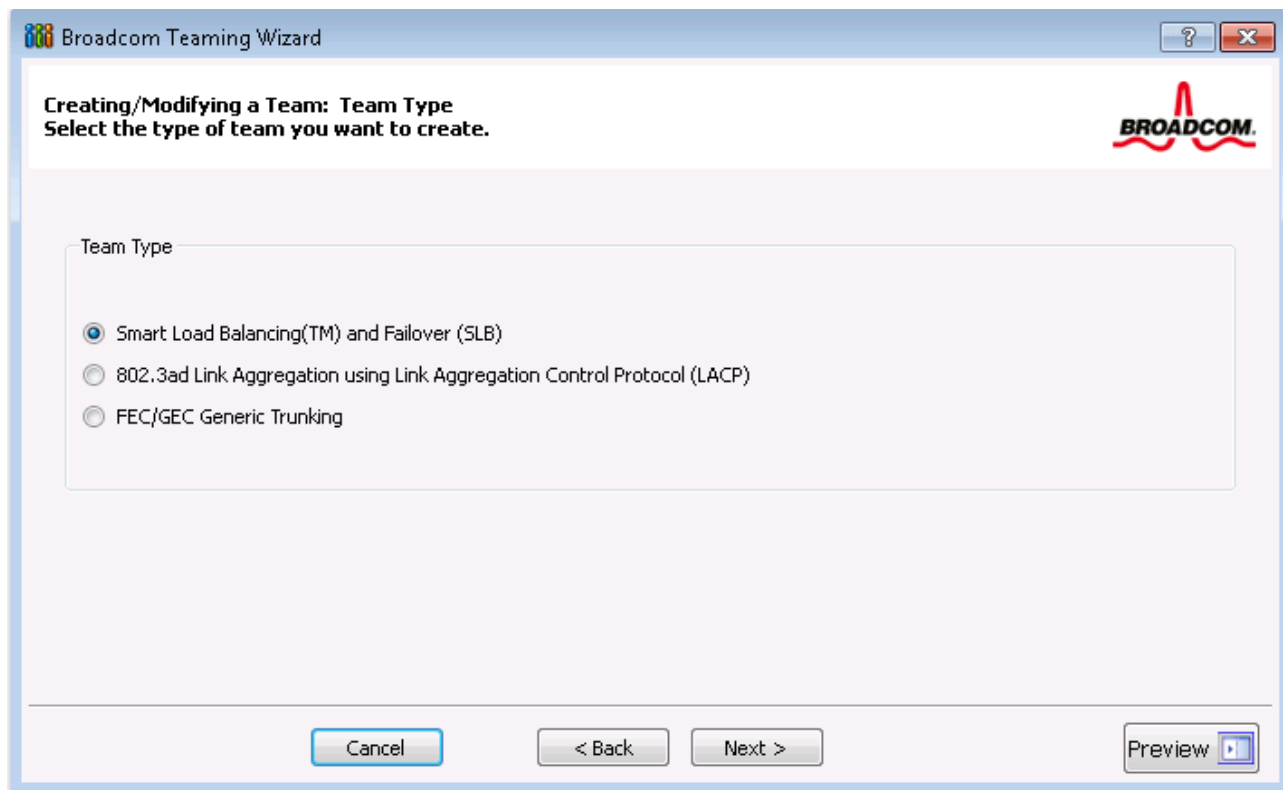 Broadcom Teaming Wizard
?
Creating/Modifying a Team: Team Type
Select the type of team you want to create.
BROADCOM.
Team Type
Smart Load Balancing(TM) and Failover (SLB)
802.3ad Link Aggregation using Link Aggregation Control Protocol (LACP)
FEC/GEC Generic Trunking
Cancel
< Back
Next >
Preview